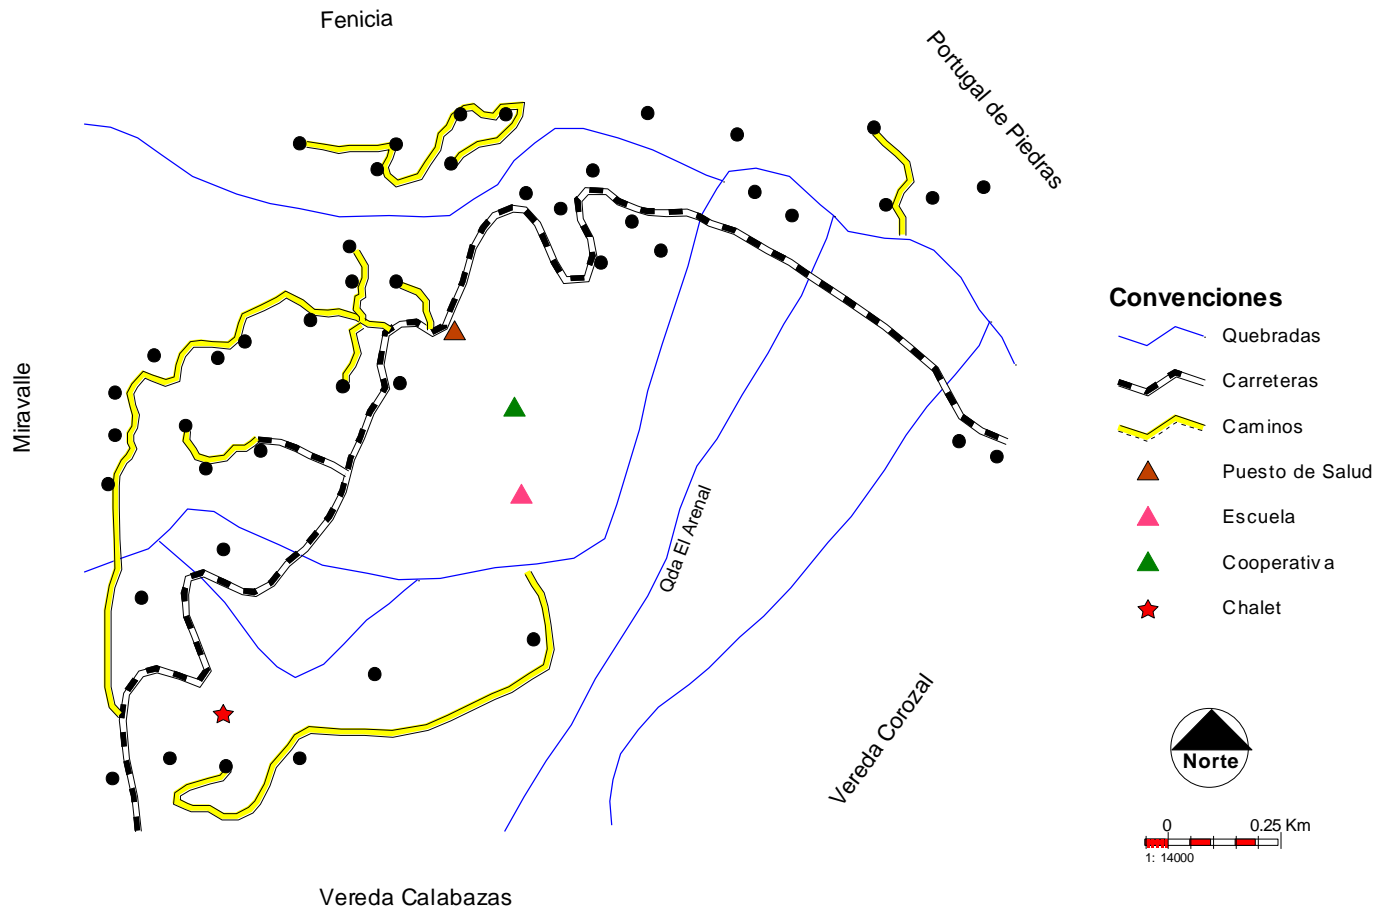 Fenicia
Portugal de Piedras
Miravalle
Qda El Arenal
Vereda Corozal
Vereda Calabazas
Convenciones
Quebradas
Carreteras
Caminos
Puesto de Salud
Escuela
Cooperativa
Chalet
Norte
0 0.25 Km
1: 14000